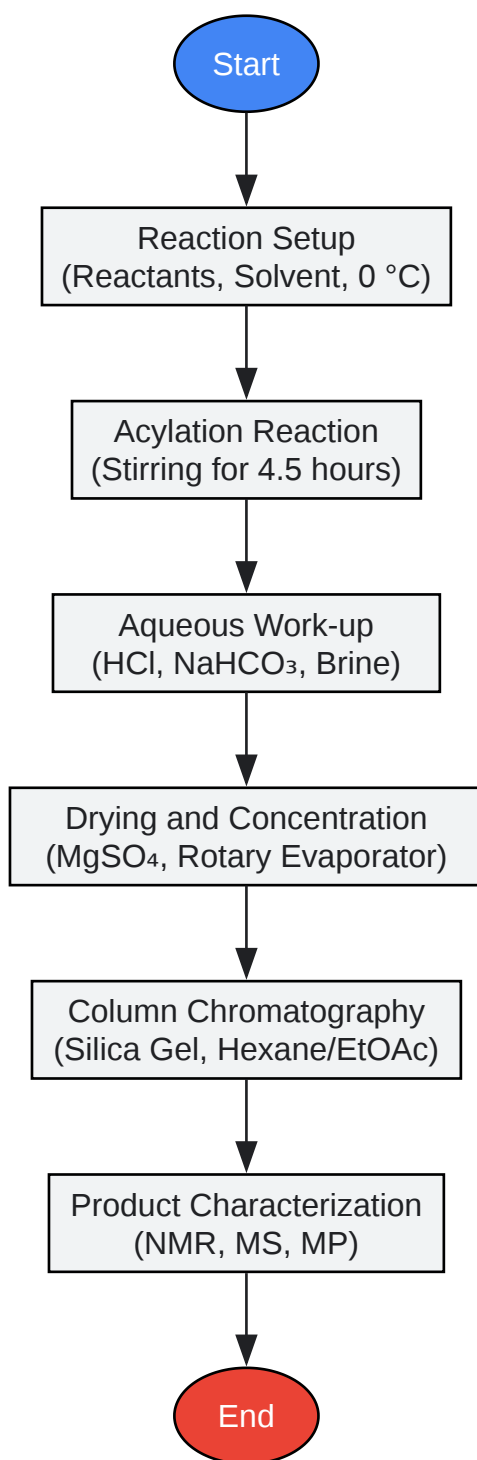 Start
Reaction Setup
(Reactants, Solvent, 0 °C)
Acylation Reaction
(Stirring for 4.5 hours)
Aqueous Work-up
(HCl, NaHCO₃, Brine)
Drying and Concentration
(MgSO₄, Rotary Evaporator)
Column Chromatography
(Silica Gel, Hexane/EtOAc)
Product Characterization
(NMR, MS, MP)
End